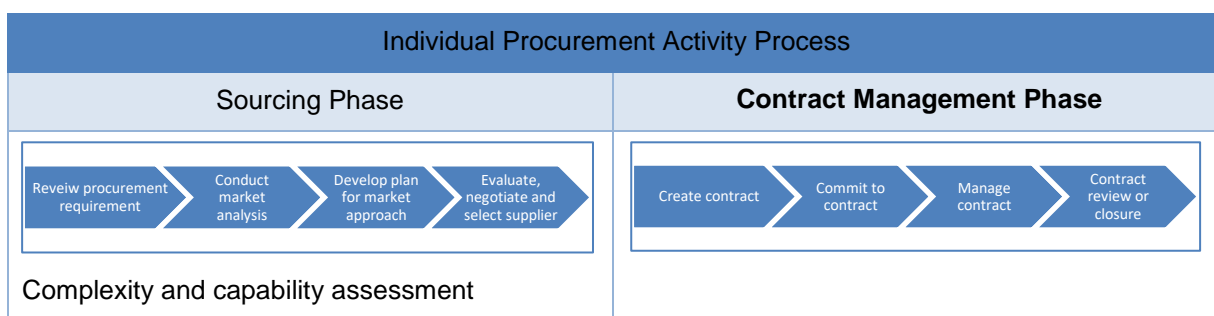 Individual Procurement Activity Process
Sourcing Phase
Contract Management Phase
Reveiw procurement
requirement
Conduct
market
analysis
Develop plan
for market
approach
Evaluate,
negotiate and
select supplier
Create contract
Commit to
contract
Manage
contract
Contract
review or
closure
Complexity and capability assessment